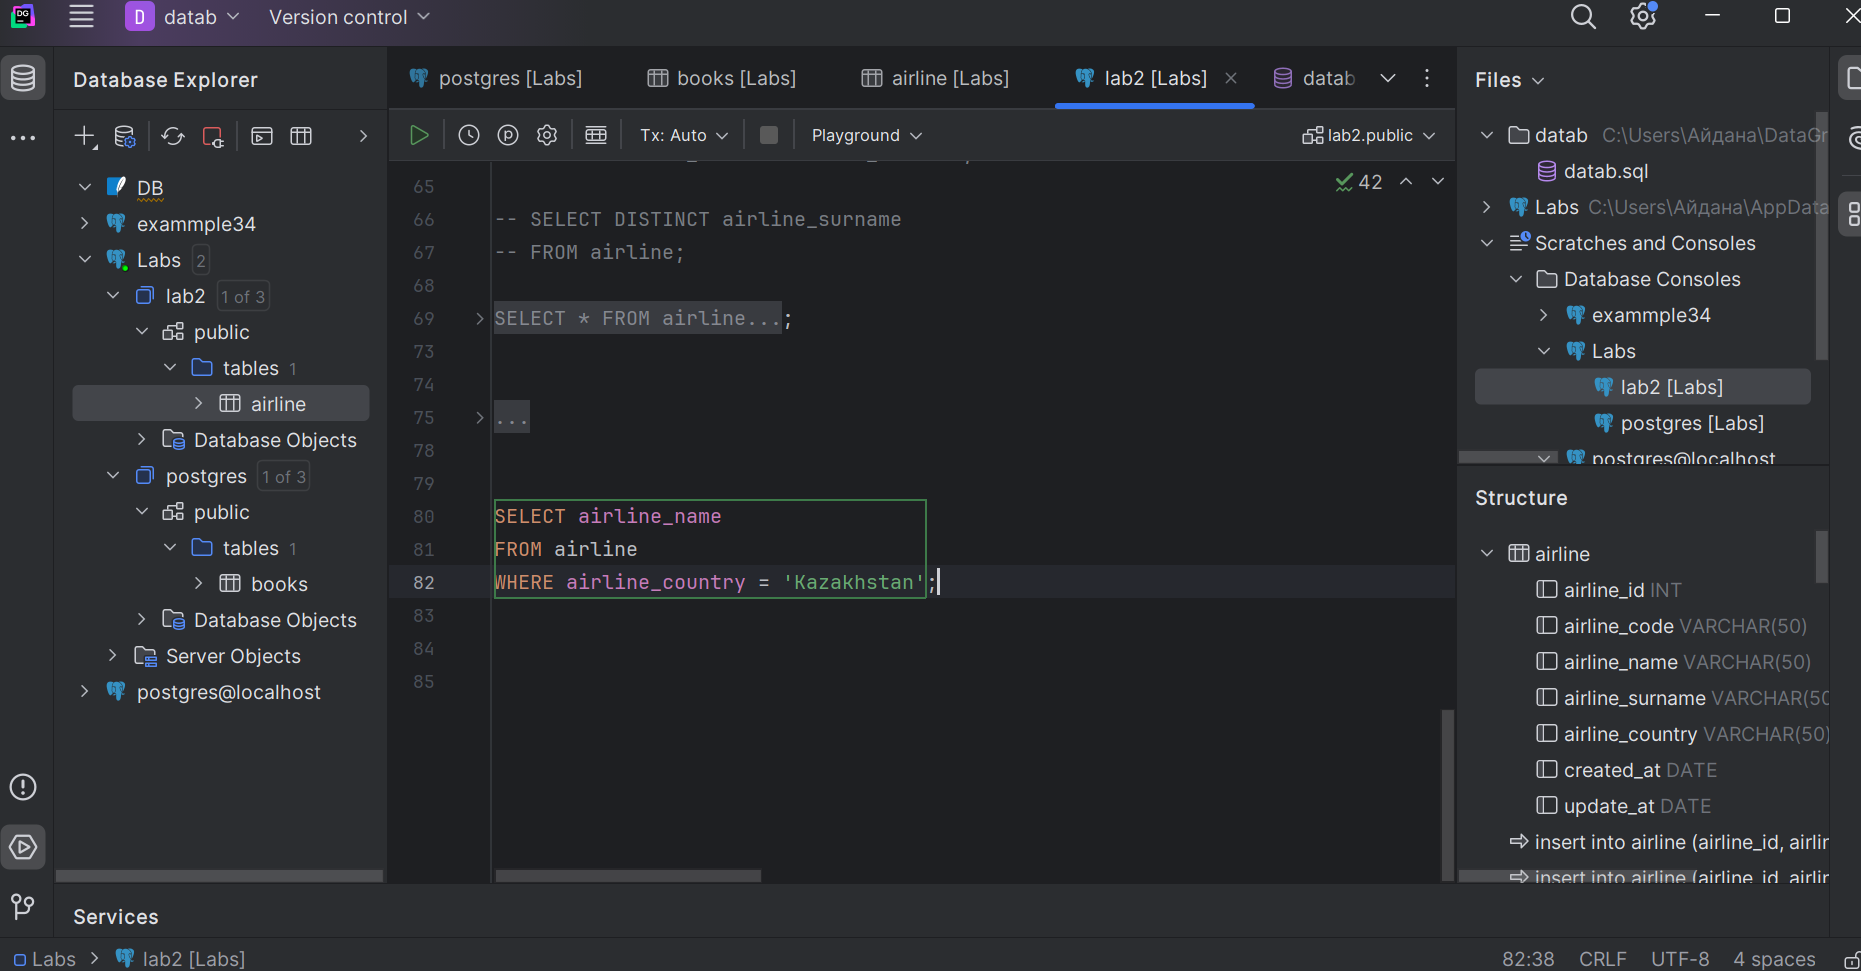 DG
D datab
Version control
Database Explorer
DB
exammple34
Labs 2
lab2 1 of 3
public
tables 1
airline
Database Objects
postgres 1 of 3
public
tables 1
books
Database Objects
Server Objects
postgres@localhost
postgres [Labs]
books [Labs]
airline [Labs]
lab2 [Labs]
datab
Tx: Auto
Playground
lab2.public
42
65
66 -- SELECT DISTINCT airline_surname
67 -- FROM airline;
68
69 SELECT * FROM airline...;
73
74
75 ...
78
79
80 SELECT airline_name
81 FROM airline
82 WHERE airline_country = 'Kazakhstan';
83
84
85
Files
datab C:\Users\Айдана\DataGr
datab.sql
Labs C:\Users\Айдана\AppData
Scratches and Consoles
Database Consoles
exammple34
Labs
lab2 [Labs]
postgres [Labs]
postgres@localhost
Structure
airline
airline_id INT
airline_code VARCHAR(50)
airline_name VARCHAR(50)
airline_surname VARCHAR(50
airline_country VARCHAR(50)
created_at DATE
update_at DATE
insert into airline (airline_id, airlin
insert into airline (airline_id, airlin
Services
Labs > lab2 [Labs]
82:38 CRLF UTF-8 4 spaces